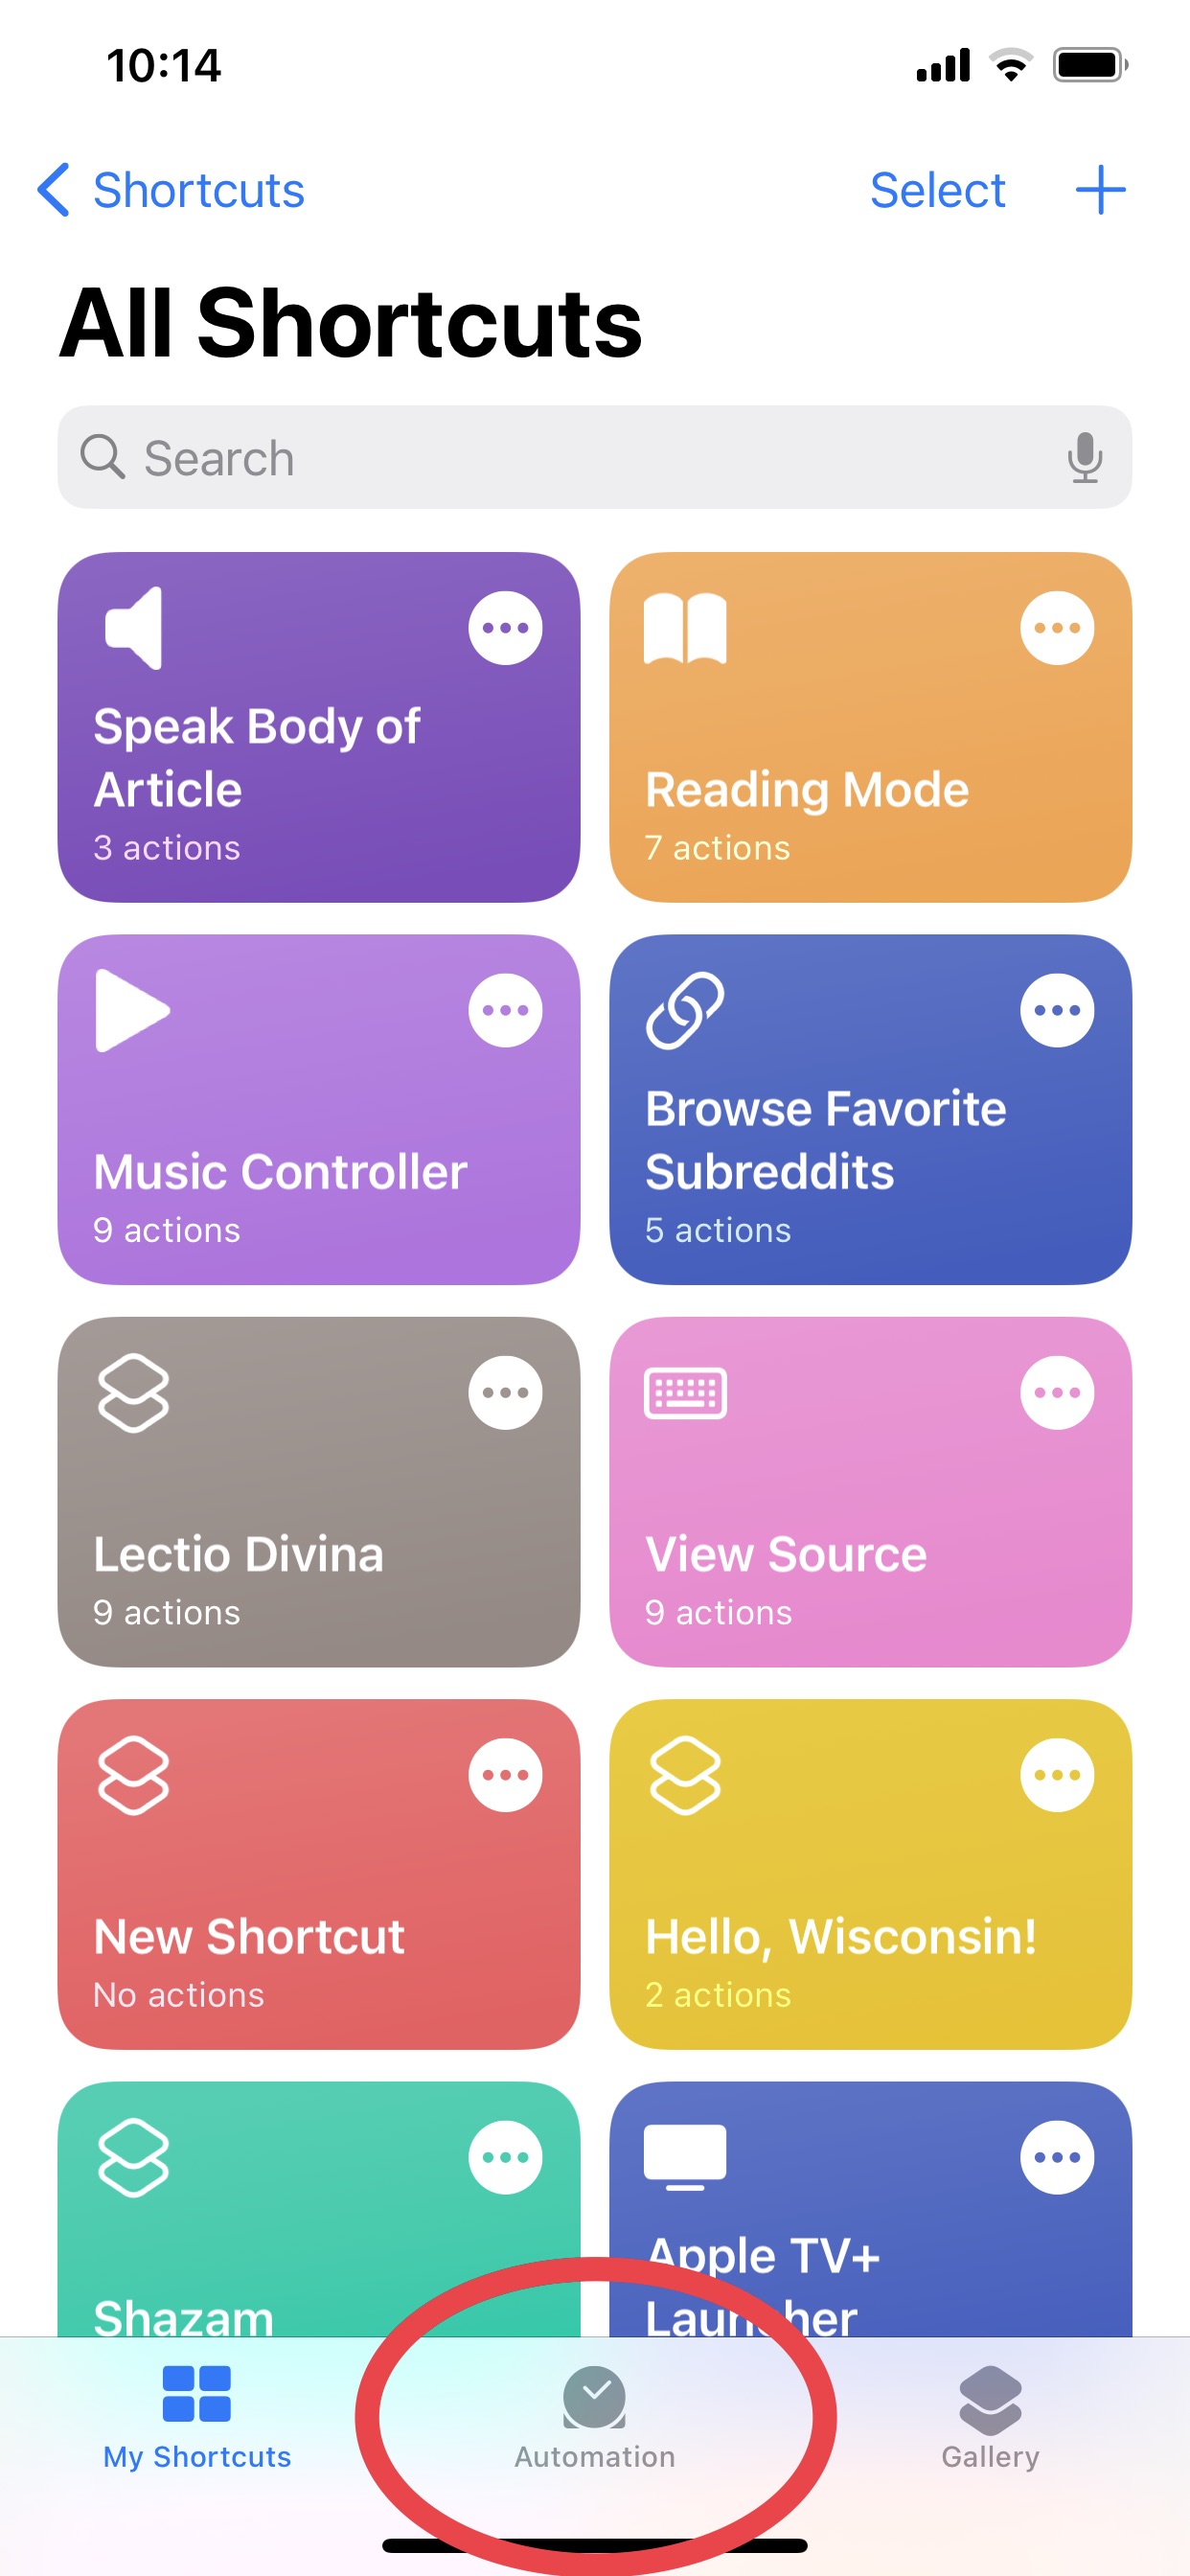 10:14
Shortcuts
Select
All Shortcuts
Search
Speak Body of
Article
3 actions
Reading Mode
7 actions
Music Controller
9 actions
Browse Favorite
Subreddits
5 actions
Lectio Divina
9 actions
View Source
9 actions
New Shortcut
No actions
Hello, Wisconsin!
2 actions
Shazam
Apple TV+
Launcher
My Shortcuts
Automation
Gallery